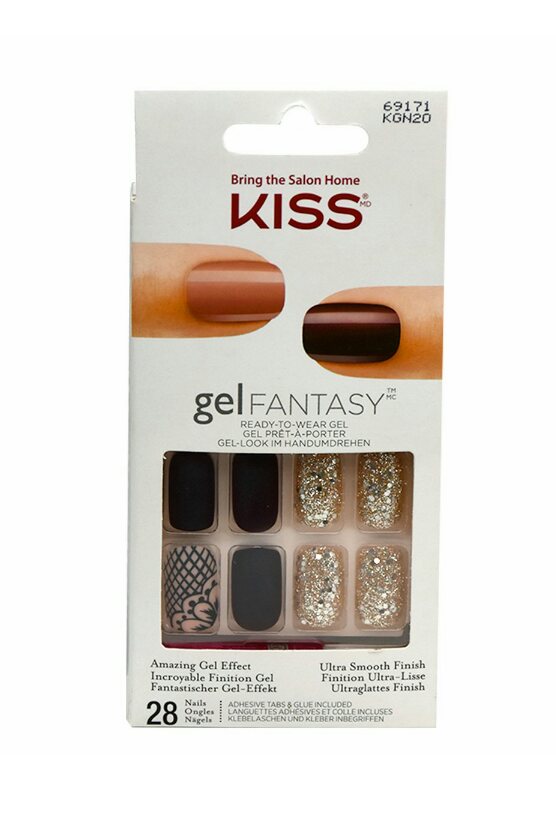 69171
KGN20
Bring the Salon Home
KISS® MD
gel FANTASY™ MC
READY-TO-WEAR GEL
GEL PRÊT-À-PORTER
GEL-LOOK IM HANDUMDREHEN
Amazing Gel Effect
Incroyable Finition Gel
Fantastischer Gel-Effekt
Ultra Smooth Finish
Finition Ultra-Lisse
Ultraglattes Finish
28 Nails
Ongles
Nägels
ADHESIVE TABS & GLUE INCLUDED
LANGUETTES ADHÉSIVES ET COLLE INCLUSES
KLEBELASCHEN UND KLEBER INBEGRIFFEN